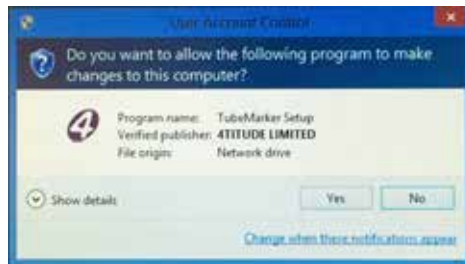 User Account Control
Do you want to allow the following program to make
changes to this computer?
Program name: TubeMarker Setup
Verified publisher: 4TITUDE LIMITED
File origin: Network drive
Show details
Yes
No
Change when these notifications appear